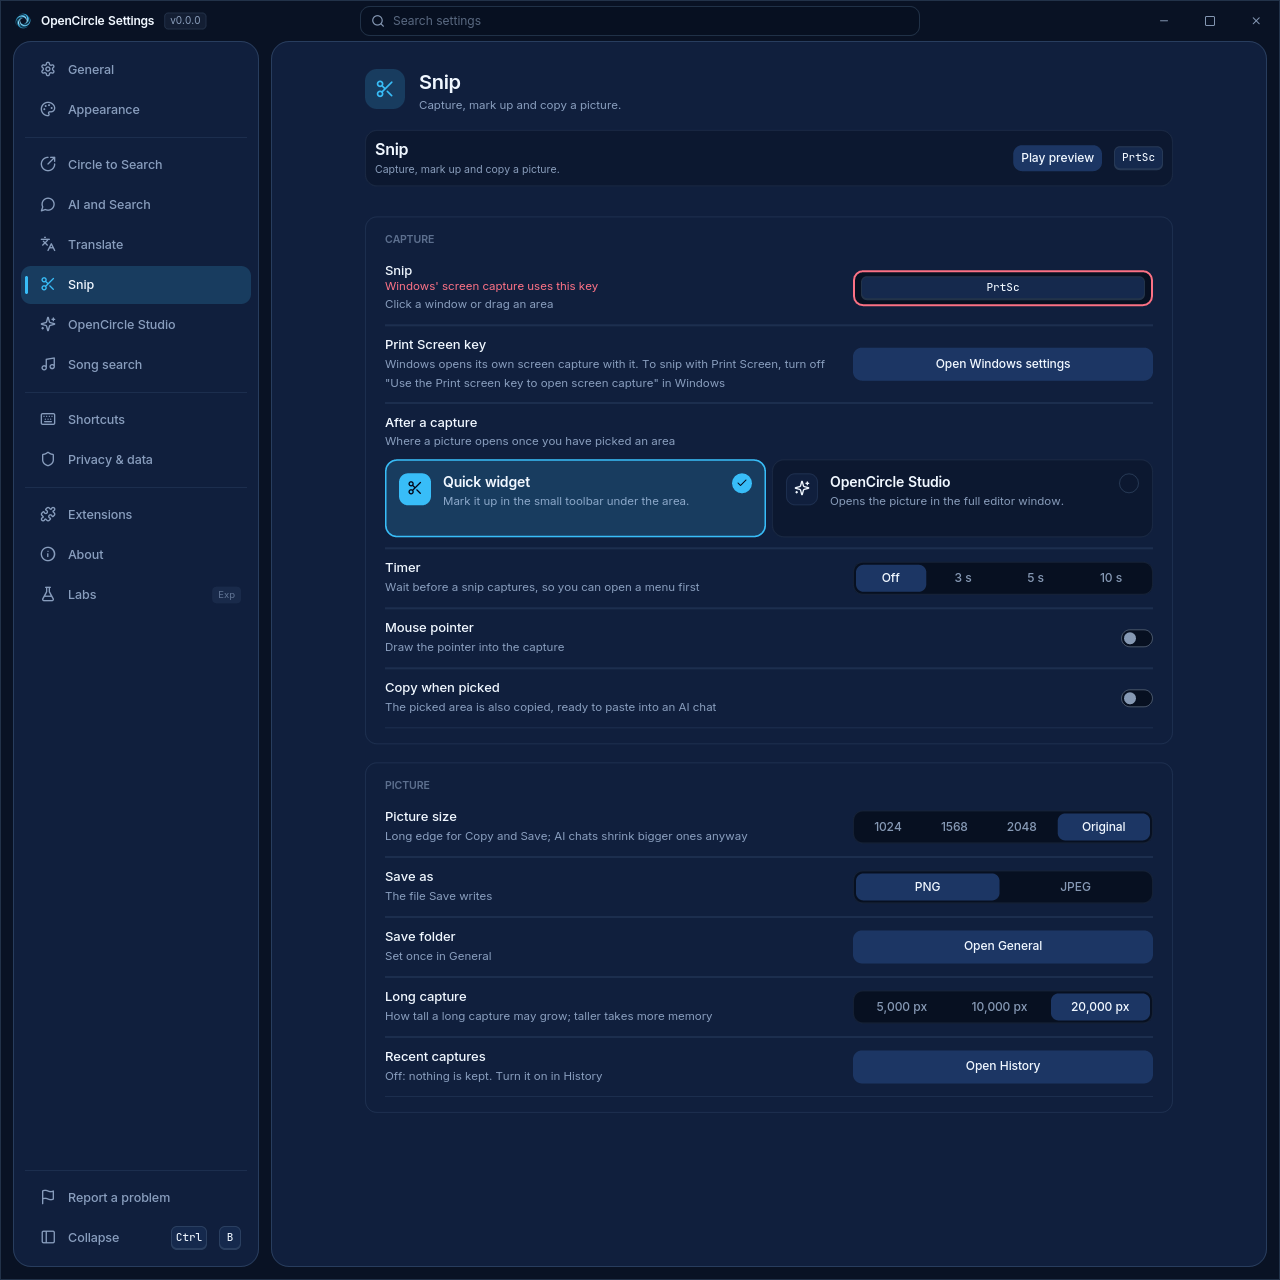 OpenCircle Settings v0.0.0
Search settings
General
Appearance
Circle to Search
AI and Search
Translate
Snip
OpenCircle Studio
Song search
Shortcuts
Privacy & data
Extensions
About
Labs Exp
Report a problem
Collapse Ctrl B
Snip
Capture, mark up and copy a picture.
Snip
Capture, mark up and copy a picture.
Play preview PrtSc
CAPTURE
Snip
Windows' screen capture uses this key
Click a window or drag an area
PrtSc
Print Screen key
Windows opens its own screen capture with it. To snip with Print Screen, turn off
"Use the Print screen key to open screen capture" in Windows
Open Windows settings
After a capture
Where a picture opens once you have picked an area
Quick widget
Mark it up in the small toolbar under the area.
OpenCircle Studio
Opens the picture in the full editor window.
Timer
Wait before a snip captures, so you can open a menu first
Off 3 s 5 s 10 s
Mouse pointer
Draw the pointer into the capture
Copy when picked
The picked area is also copied, ready to paste into an AI chat
PICTURE
Picture size
Long edge for Copy and Save; AI chats shrink bigger ones anyway
1024 1568 2048 Original
Save as
The file Save writes
PNG JPEG
Save folder
Set once in General
Open General
Long capture
How tall a long capture may grow; taller takes more memory
5,000 px 10,000 px 20,000 px
Recent captures
Off: nothing is kept. Turn it on in History
Open History